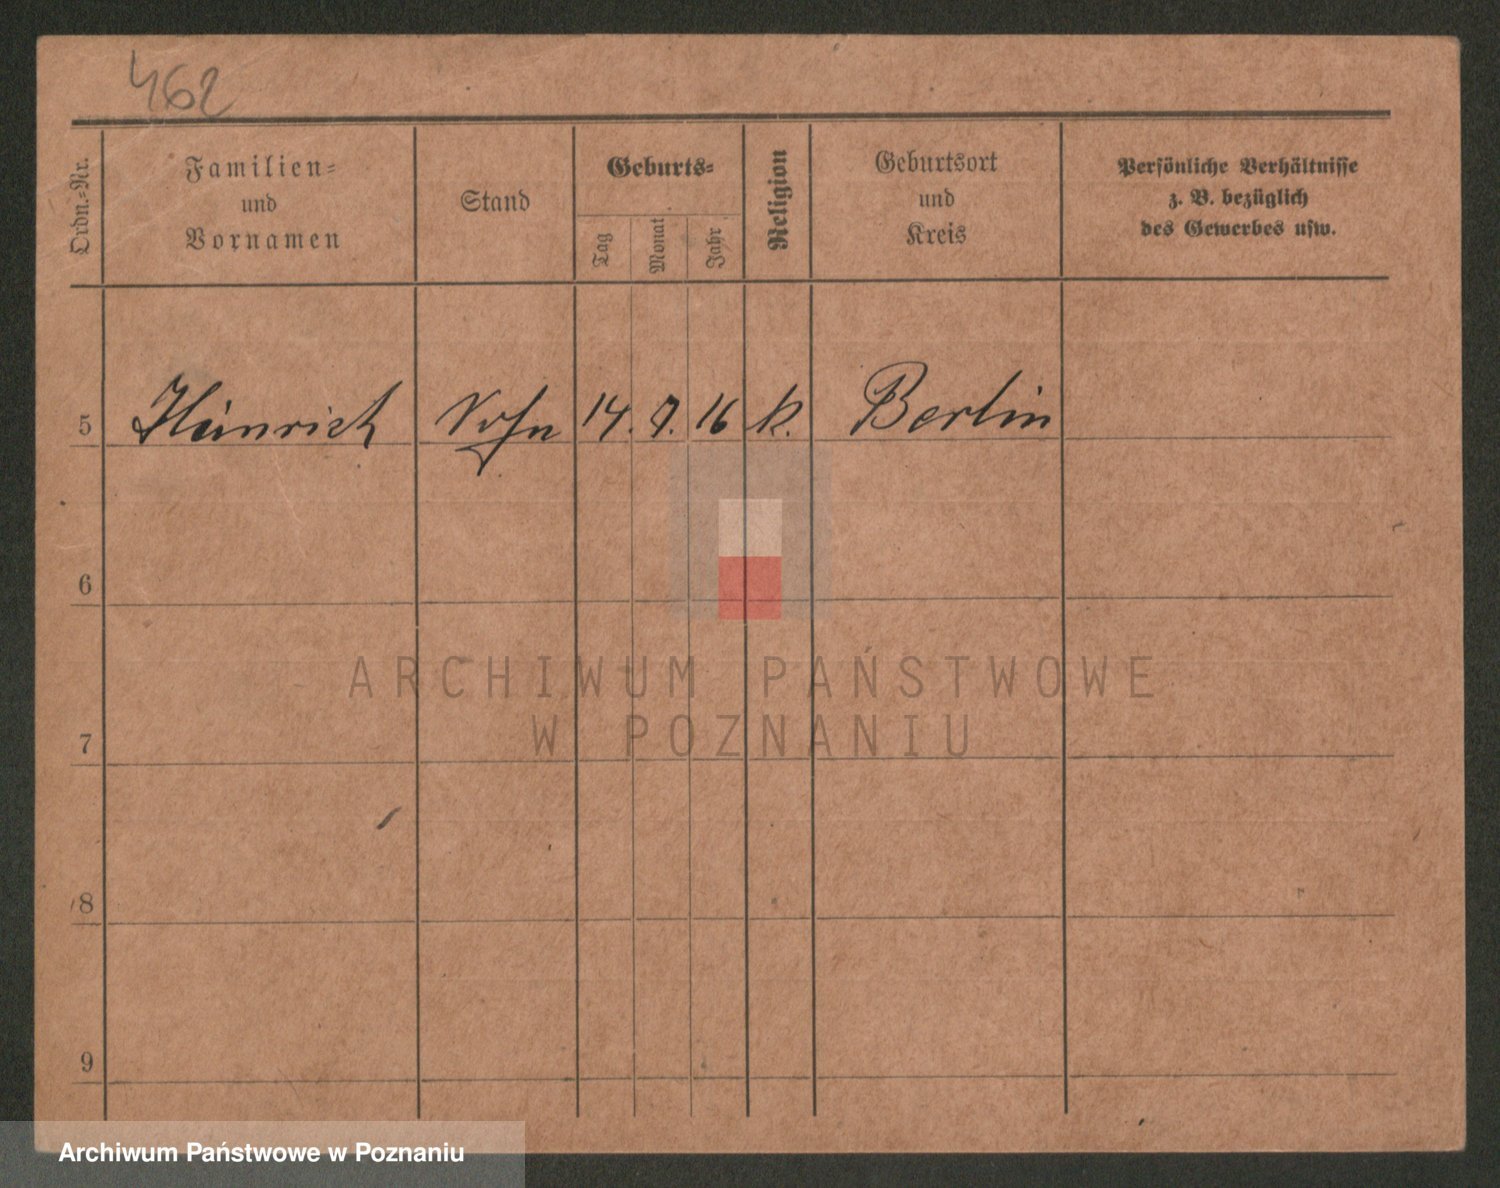 462
Ordn.-Nr.
Familien-
und
Vornamen
Stand
Geburts-
Tag
Monat
Jahr
Religion
Geburtsort
und
Kreis
Persönliche Verhältnisse
z. B. bezüglich
des Gewerbes usw.
5 Heinrich Sohn 14. 7. 16 k. Berlin
6
7
8
9
ARCHIWUM PAŃSTWOWE
W POZNANIU
Archiwum Państwowe w Poznaniu